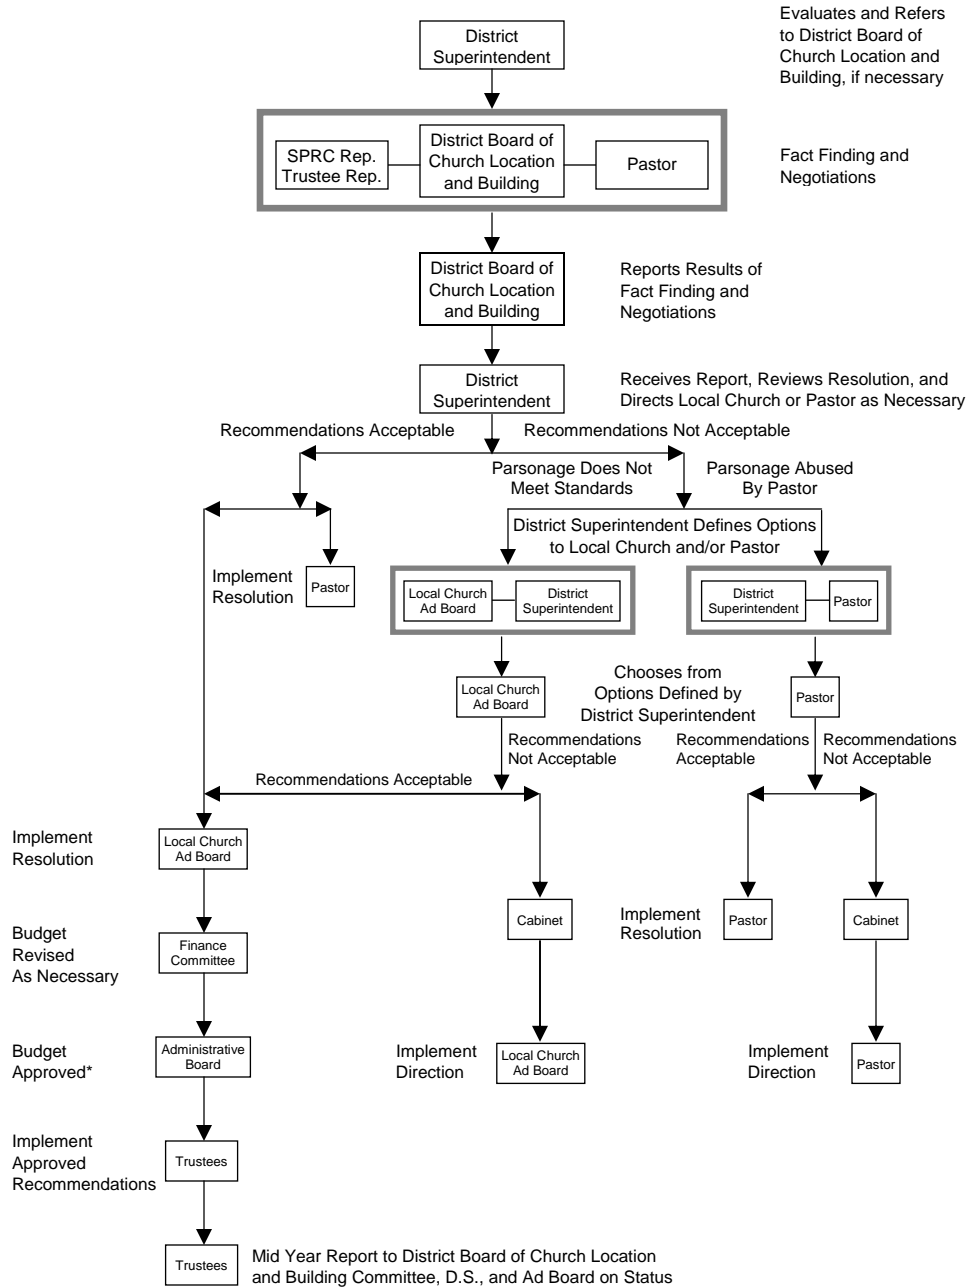 Evaluates and Refers
to District Board of
Church Location and
Building, if necessary
District
Superintendent
SPRC Rep.
Trustee Rep.
District Board of
Church Location
and Building
Pastor
Fact Finding and
Negotiations
District Board of
Church Location
and Building
Reports Results of
Fact Finding and
Negotiations
District
Superintendent
Receives Report, Reviews Resolution, and
Directs Local Church or Pastor as Necessary
Recommendations Acceptable
Recommendations Not Acceptable
Parsonage Does Not
Meet Standards
Parsonage Abused
By Pastor
District Superintendent Defines Options
to Local Church and/or Pastor
Implement
Resolution
Pastor
Local Church
Ad Board
District
Superintendent
District
Superintendent
Pastor
Local Church
Ad Board
Chooses from
Options Defined by
District Superintendent
Pastor
Recommendations
Not Acceptable
Recommendations
Acceptable
Recommendations
Not Acceptable
Recommendations Acceptable
Implement
Resolution
Local Church
Ad Board
Cabinet
Implement
Resolution
Pastor
Cabinet
Budget
Revised
As Necessary
Finance
Committee
Budget
Approved*
Administrative
Board
Implement
Direction
Local Church
Ad Board
Implement
Direction
Pastor
Implement
Approved
Recommendations
Trustees
Trustees
Mid Year Report to District Board of Church Location
and Building Committee, D.S., and Ad Board on Status